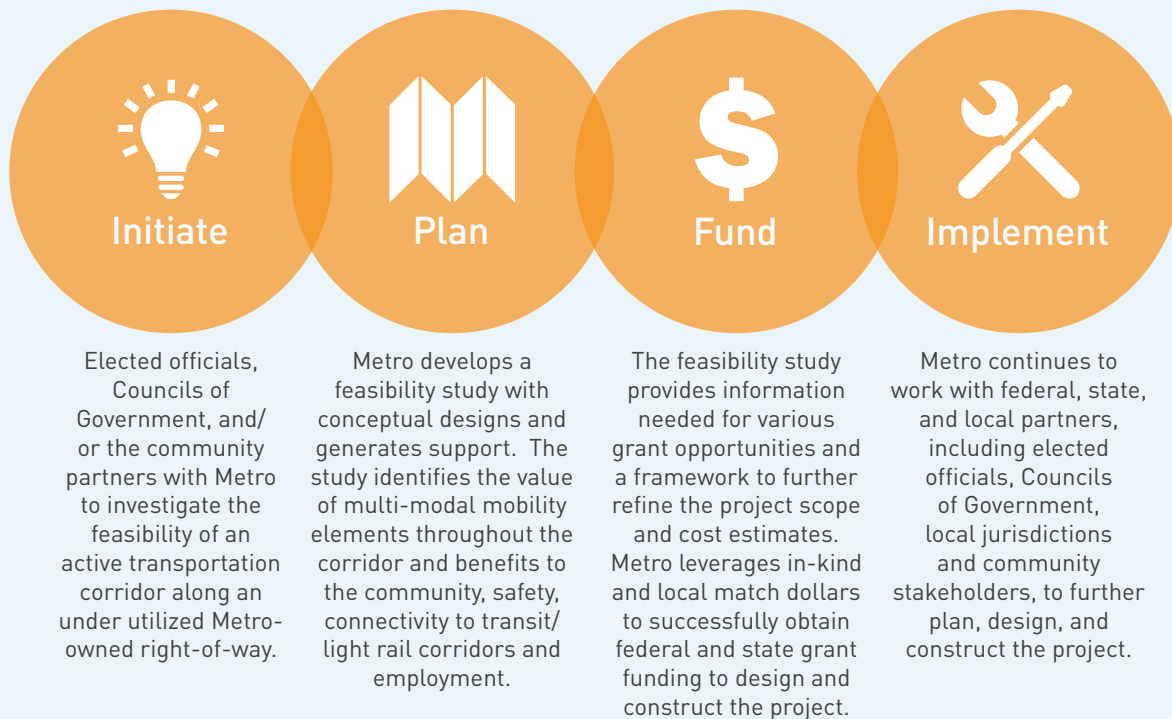 Initiate
Elected officials,
Councils of
Government, and/
or the community
partners with Metro
to investigate the
feasibility of an
active transportation
corridor along an
under utilized Metro-
owned right-of-way.
Plan
Metro develops a
feasibility study with
conceptual designs and
generates support.  The
study identifies the value
of multi-modal mobility
elements throughout the
corridor and benefits to
the community, safety,
connectivity to transit/
light rail corridors and
employment.
$
Fund
The feasibility study
provides information
needed for various
grant opportunities and
a framework to further
refine the project scope
and cost estimates.
Metro leverages in-kind
and local match dollars
to successfully obtain
federal and state grant
funding to design and
construct the project.
Implement
Metro continues to
work with federal, state,
and local partners,
including elected
officials, Councils
of Government,
local jurisdictions
and community
stakeholders, to further
plan, design, and
construct the project.